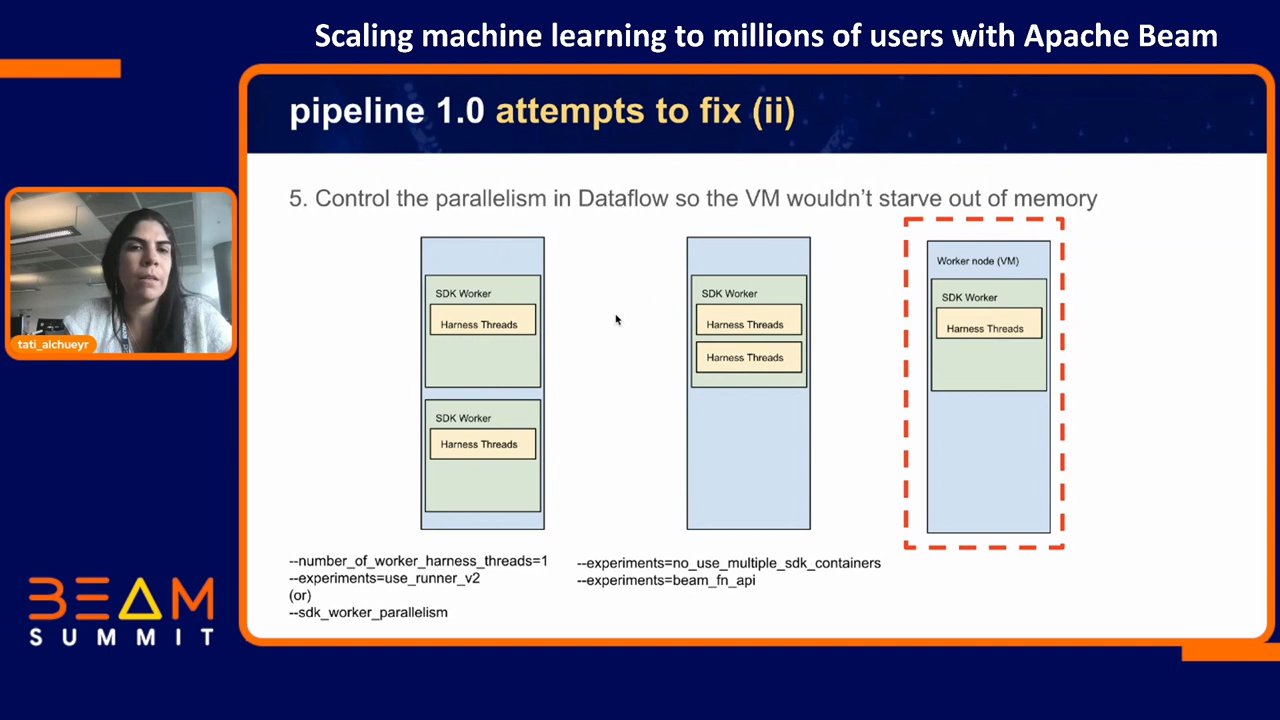 Scaling machine learning to millions of users with Apache Beam
pipeline 1.0 attempts to fix (ii)
5. Control the parallelism in Dataflow so the VM wouldn't starve out of memory
SDK Worker
Harness Threads
SDK Worker
Harness Threads
SDK Worker
Harness Threads
Harness Threads
Worker node (VM)
SDK Worker
Harness Threads
--number_of_worker_harness_threads=1
--experiments=use_runner_v2
(or)
--sdk_worker_parallelism
--experiments=no_use_multiple_sdk_containers
--experiments=beam_fn_api
tati_alchueyr
BEAM
SUMMIT